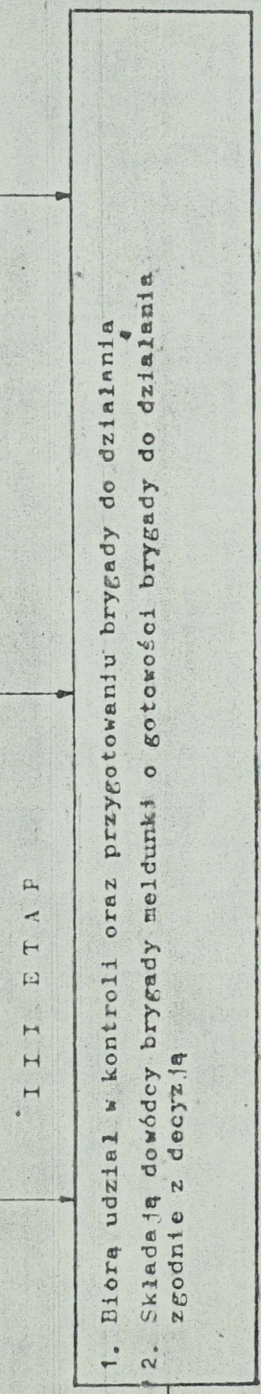 III ETAP
1. Biorą udział w kontroli oraz przygotowaniu brygady do działania
2. Składają dowódcy brygady meldunki o gotowości brygady do działania
zgodnie z decyzją